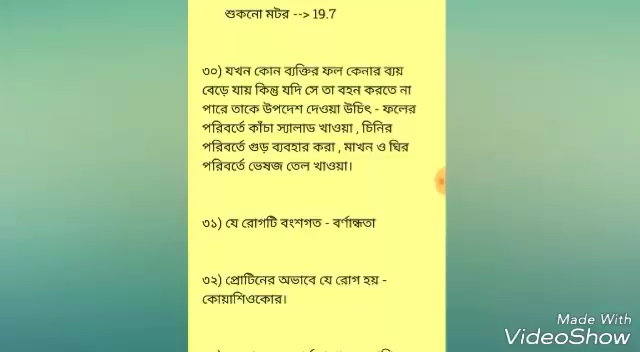 শুকনো মটর --> 19.7
৩০) যখন কোন ব্যক্তির ফল কেনার ব্যয়
বেড়ে যায় কিন্তু যদি সে তা বহন করতে না
পারে তাকে উপদেশ দেওয়া উচিৎ - ফলের
পরিবর্তে কাঁচা স্যালাড খাওয়া , চিনির
পরিবর্তে গুড় ব্যবহার করা , মাখন ও ঘির
পরিবর্তে ভেষজ তেল খাওয়া।
৩১) যে রোগটি বংশগত - বর্ণান্ধতা
৩২) প্রোটিনের অভাবে যে রোগ হয় -
কোয়াশিওকোর।
Made With
VideoShow